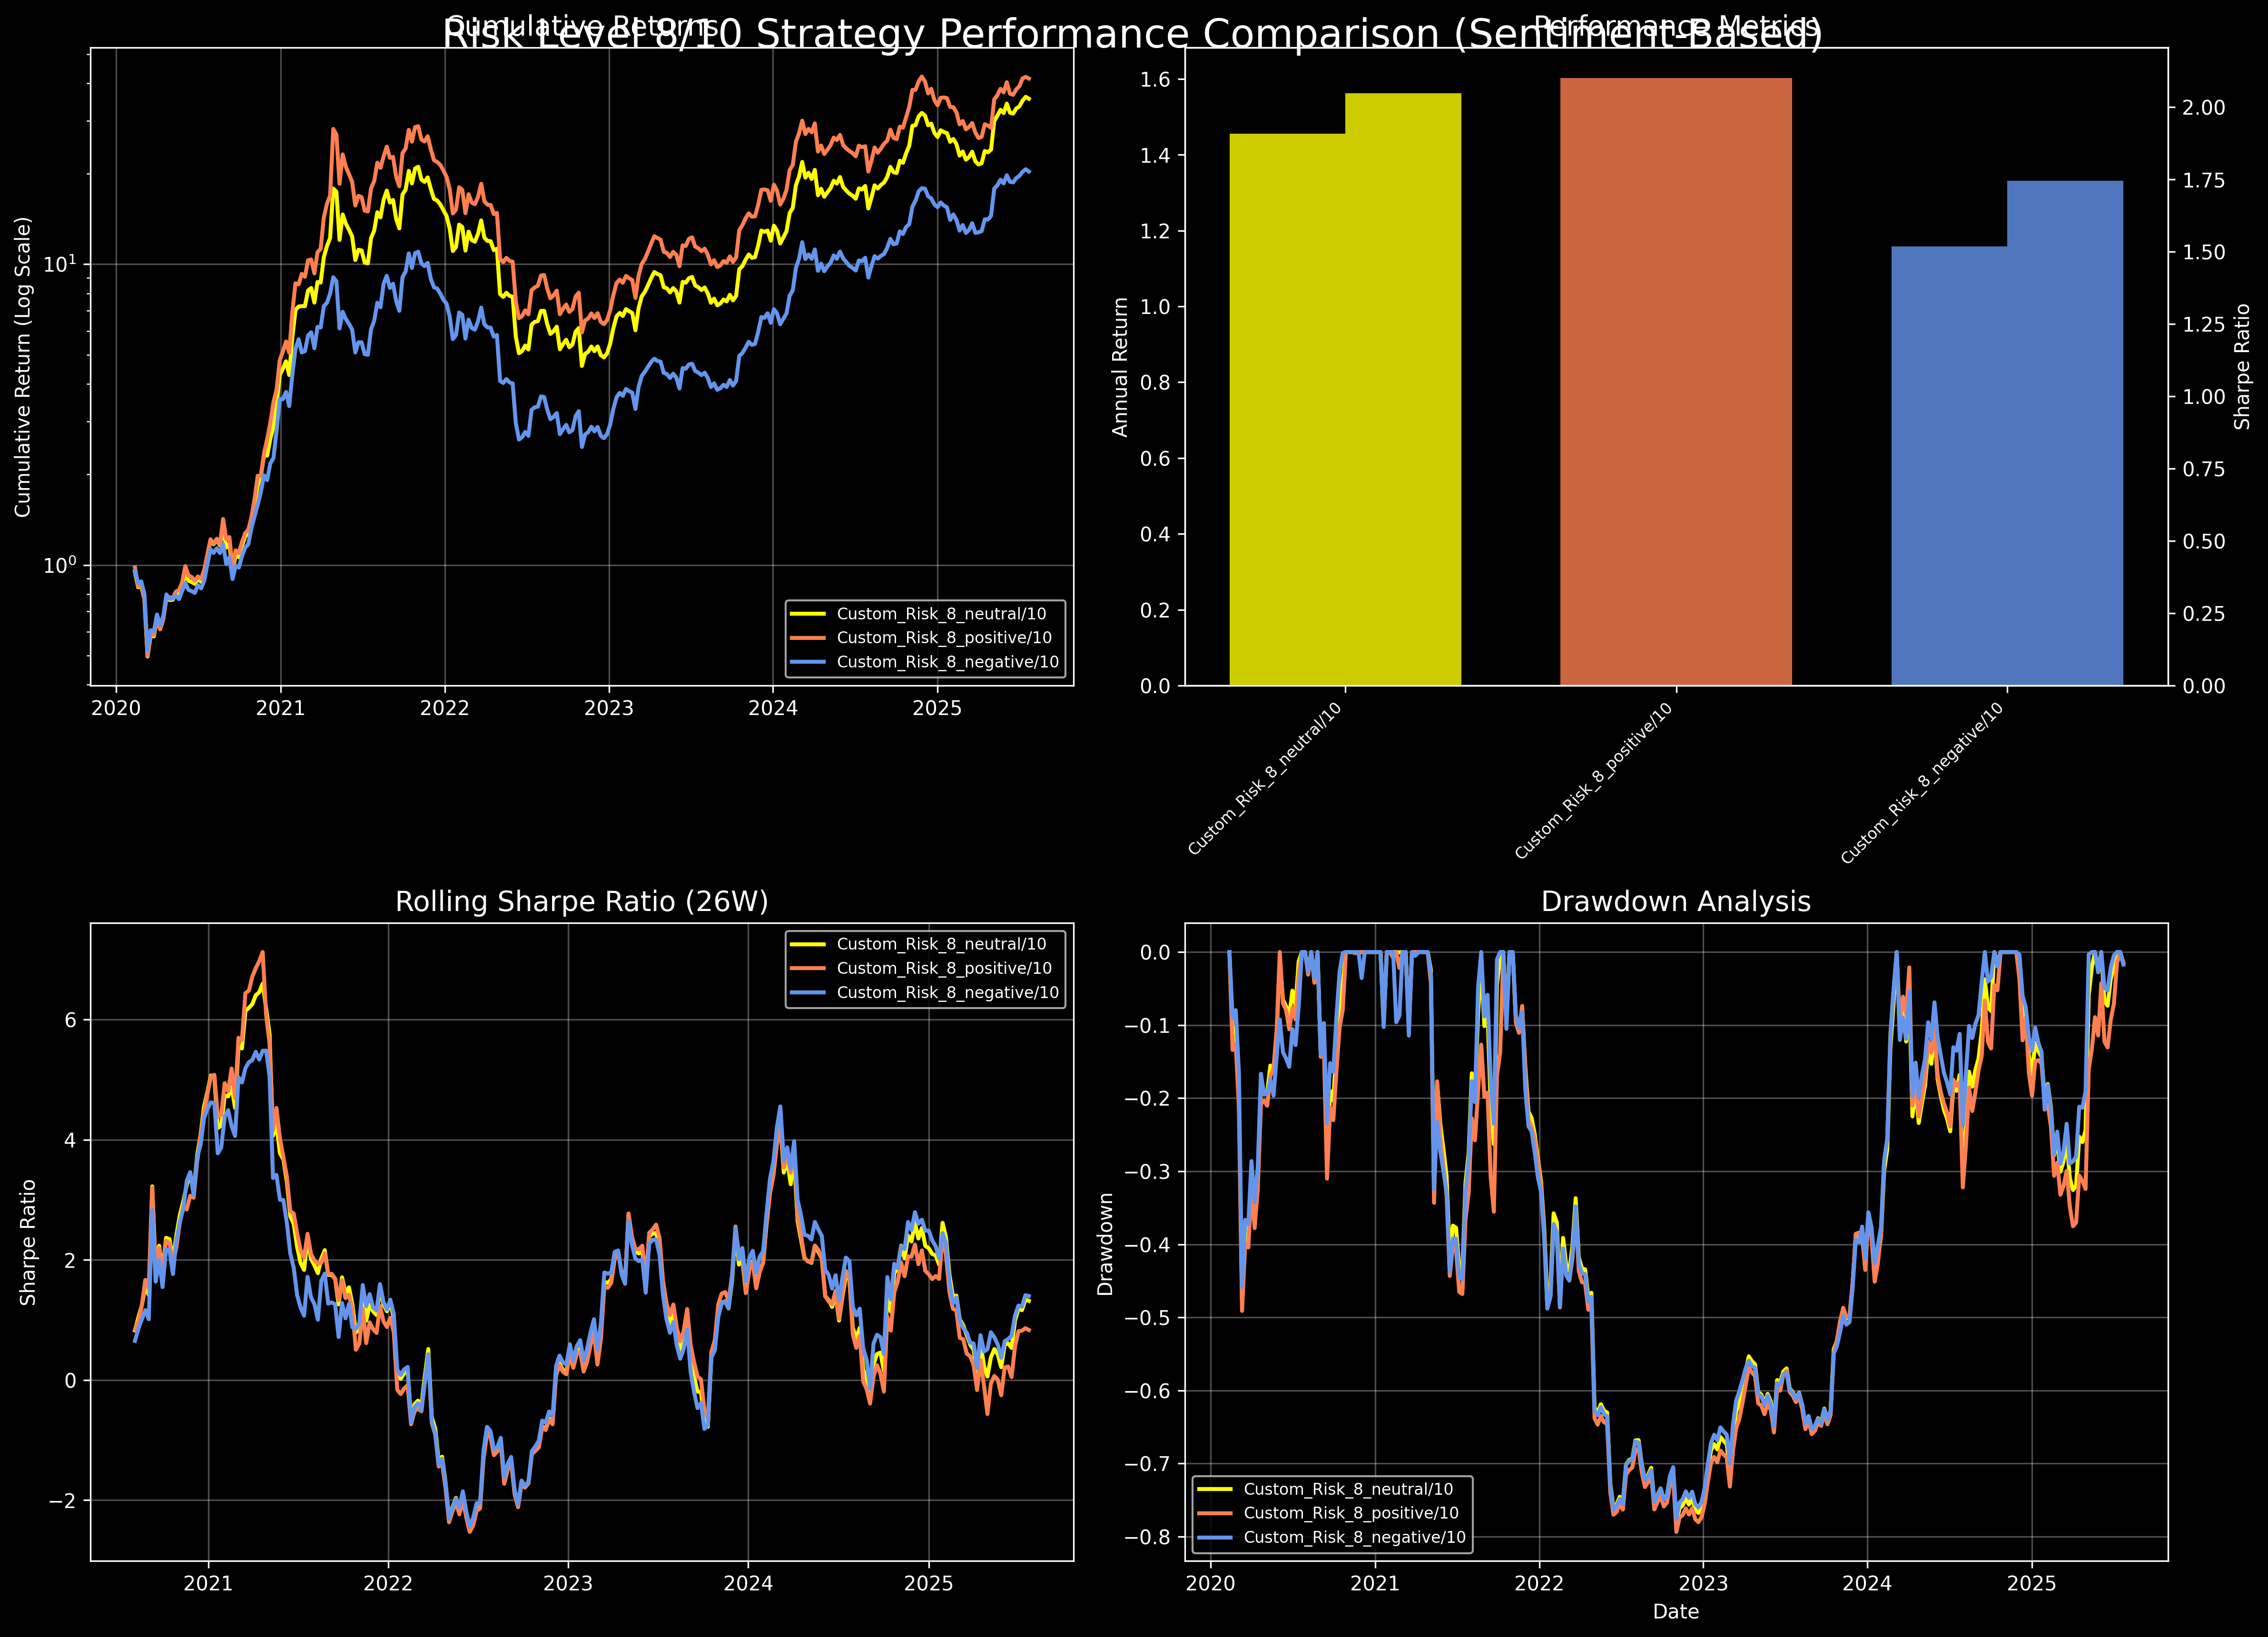 Risk Level 8/10 Strategy Performance Comparison (Sentiment-Based)
Cumulative Returns
Cumulative Return (Log Scale)
10¹
10⁰
2020 2021 2022 2023 2024 2025
Custom_Risk_8_neutral/10
Custom_Risk_8_positive/10
Custom_Risk_8_negative/10
Performance Metrics
Annual Return
1.6
1.4
1.2
1.0
0.8
0.6
0.4
0.2
0.0
Sharpe Ratio
2.00
1.75
1.50
1.25
1.00
0.75
0.50
0.25
0.00
Custom_Risk_8_neutral/10
Custom_Risk_8_positive/10
Custom_Risk_8_negative/10
Rolling Sharpe Ratio (26W)
Sharpe Ratio
6
4
2
0
−2
2021 2022 2023 2024 2025
Custom_Risk_8_neutral/10
Custom_Risk_8_positive/10
Custom_Risk_8_negative/10
Drawdown Analysis
Drawdown
0.0
−0.1
−0.2
−0.3
−0.4
−0.5
−0.6
−0.7
−0.8
Custom_Risk_8_neutral/10
Custom_Risk_8_positive/10
Custom_Risk_8_negative/10
2020 2021 2022 2023 2024 2025
Date